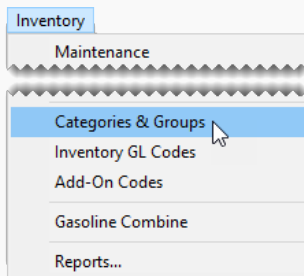 Inventory
Maintenance
Categories & Groups
Inventory GL Codes
Add-On Codes
Gasoline Combine
Reports...